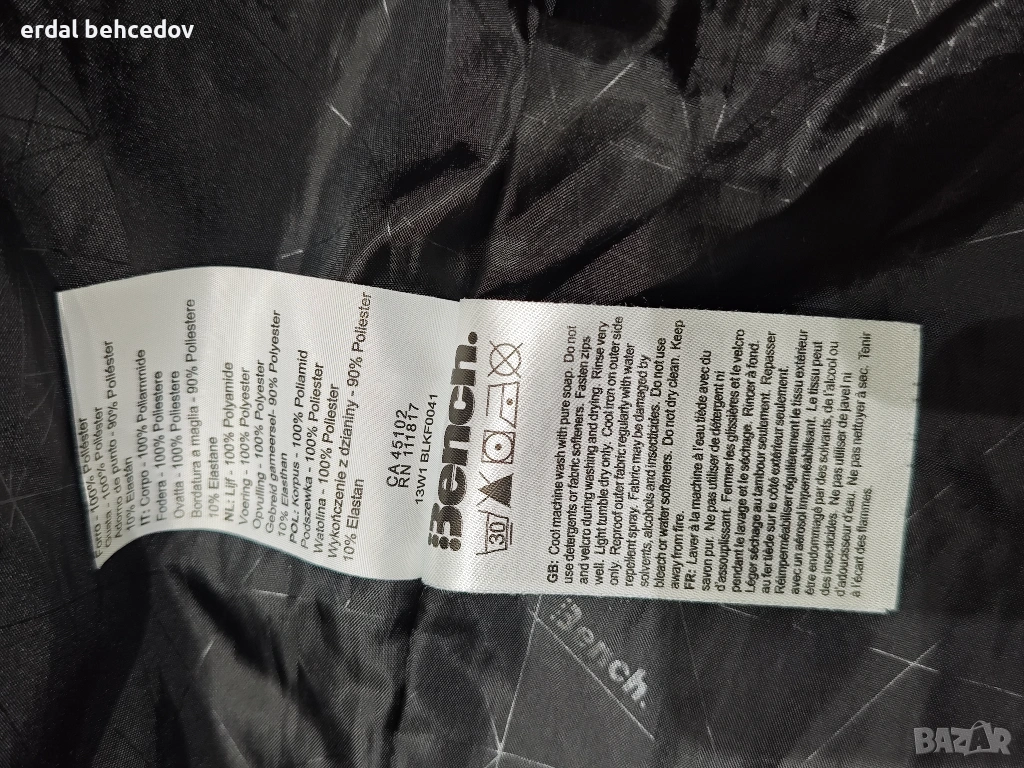 erdal behcedov
Forro - 100% Poliéster
10% Elastán
IT: Corpo - 100% Poliammide
Fodera - 100% Poliestere
Ovatta - 100% Poliestere
Bordatura a maglia - 90% Poliestere
10% Elastane
NL: Lijf - 100% Polyamide
Voering - 100% Polyester
Opvulling - 100% Polyester
Gebreid gameersel- 90% Polyester
10% Elasthan
POL: Korpus - 100% Poliamid
Podszewka - 100% Poliester
Watolina - 100% Poliester
Wykończenie z dzianiny - 90% Poliester
10% Elastan
CA 45102
RN 111817
13W1 BLKF0041
Bench.
30
GB: Cool machine wash with pure soap. Do not
use detergents or fabric softeners. Fasten zips
and velcro during washing and drying. Rinse very
well. Light tumble dry only. Cool iron on outer side
only. Reproof outer fabric regularly with water
repellent spray. Fabric may be damaged by
solvents, alcohols and insecticides. Do not use
bleach or water softeners. Do not dry clean. Keep
away from fire.
FR: Laver à la machine à l'eau tiède avec du
savon pur. Ne pas utiliser de détergent ni
d'assouplissant. Fermer les glissières et le velcro
pendant le lavage et le séchage. Rincer à fond.
Léger séchage au tambour seulement. Repasser
au fer tiède sur le côté extérieur seulement.
Réimperméabiliser régulièrement le tissu extérieur
avec un aérosol imperméabilisant. Le tissu peut
être endommagé par des solvants, de l'alcool ou
des insecticides. Ne pas utiliser de javel ni
d'adoucisseur d'eau. Ne pas nettoyer à sec. Tenir
à l'écart des flammes.
Bench.
BAZAR